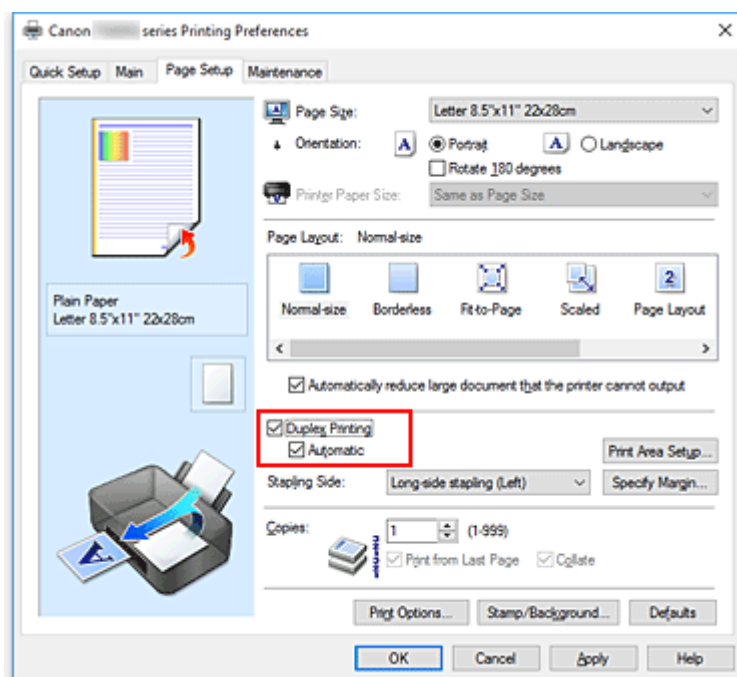 Canon series Printing Preferences
Quick Setup Main Page Setup Maintenance
Page Size: Letter 8.5"x11" 22x28cm
Orientation: A Portrait A Landscape
Rotate 180 degrees
Printer Paper Size: Same as Page Size
Page Layout: Normal-size
2
Normal-size Borderless Fit-to-Page Scaled Page Layout
Plain Paper
Letter 8.5"x11" 22x28cm
Automatically reduce large document that the printer cannot output
Duplex Printing
Automatic
Print Area Setup...
Stapling Side: Long-side stapling (Left) Specify Margin...
Copies: 1 (1-999)
Print from Last Page Collate
A
Print Options... Stamp/Background... Defaults
OK Cancel Apply Help